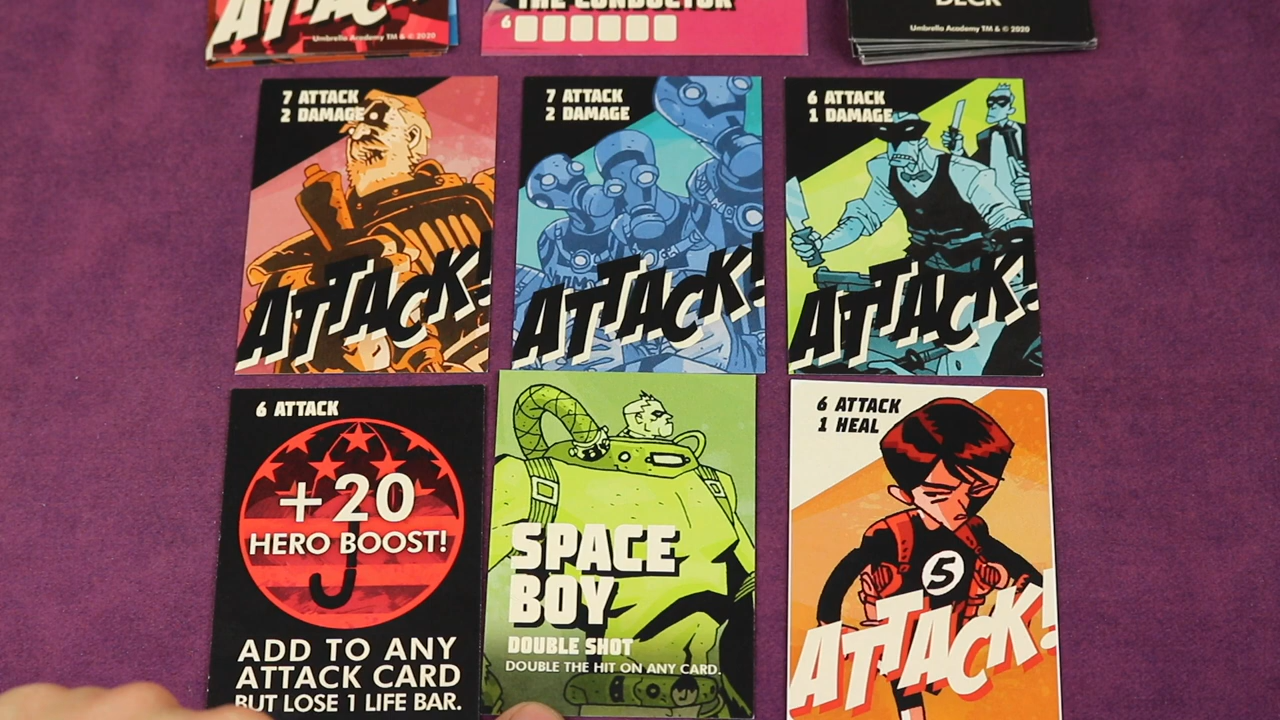 ATTACK!
Umbrella Academy TM & © 2020
THE CONDUCTOR
6
DECK
Umbrella Academy TM & © 2020
7 ATTACK
2 DAMAGE
ATTACK!
7 ATTACK
2 DAMAGE
ATTACK!
6 ATTACK
1 DAMAGE
ATTACK!
6 ATTACK
+20
HERO BOOST!
ADD TO ANY
ATTACK CARD
BUT LOSE 1 LIFE BAR.
SPACE
BOY
DOUBLE SHOT
DOUBLE THE HIT ON ANY CARD.
6 ATTACK
1 HEAL
5
ATTACK!